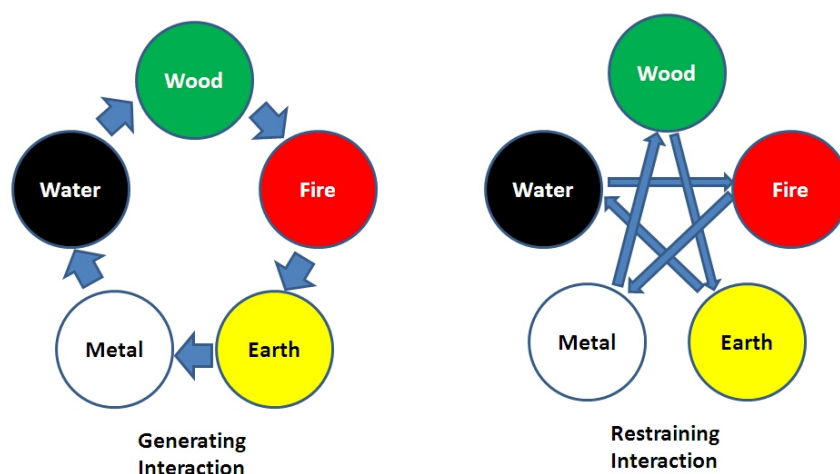 Wood
Fire
Earth
Metal
Water
Generating
Interaction
Wood
Fire
Earth
Metal
Water
Restraining
Interaction